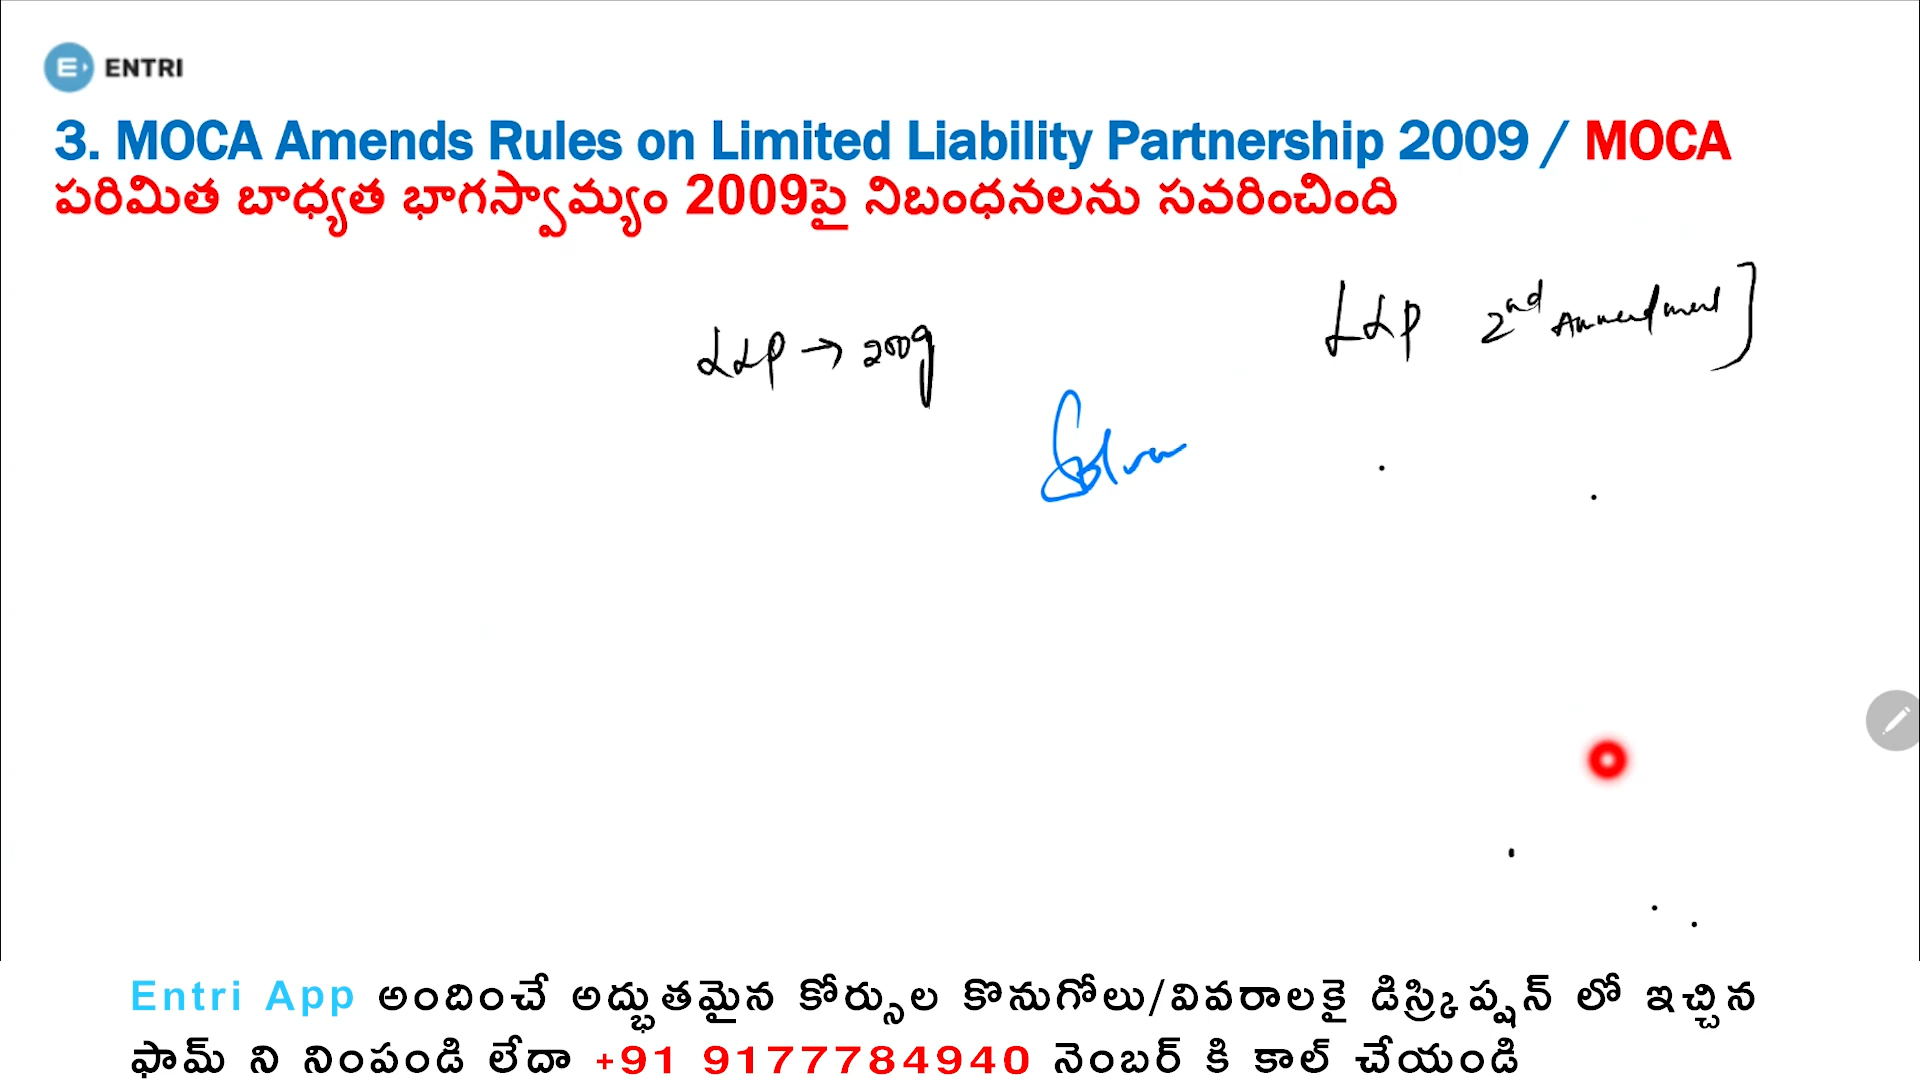 ENTRI
3. MOCA Amends Rules on Limited Liability Partnership 2009 / MOCA
పరిమిత బాధ్యత భాగస్వామ్యం 2009పై నిబంధనలను సవరించింది
LLP 2nd Ammendment]
LLP → 2009
Entri App అందించే అద్భుతమైన కోర్సుల కొనుగోలు/వివరాలకై డిస్క్రిప్షన్ లో ఇచ్చిన
ఫామ్ ని నింపండి లేదా +91 9177784940 నెంబర్ కి కాల్ చేయండి